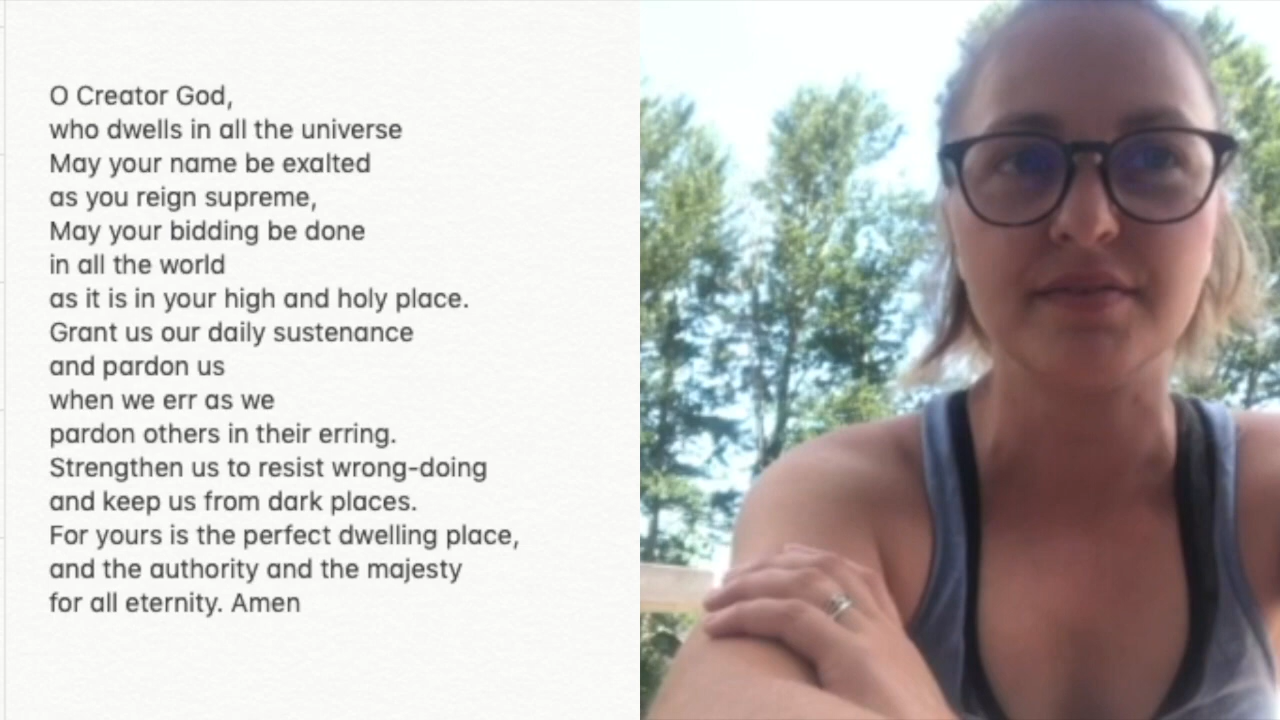 O Creator God,
who dwells in all the universe
May your name be exalted
as you reign supreme,
May your bidding be done
in all the world
as it is in your high and holy place.
Grant us our daily sustenance
and pardon us
when we err as we
pardon others in their erring.
Strengthen us to resist wrong-doing
and keep us from dark places.
For yours is the perfect dwelling place,
and the authority and the majesty
for all eternity. Amen